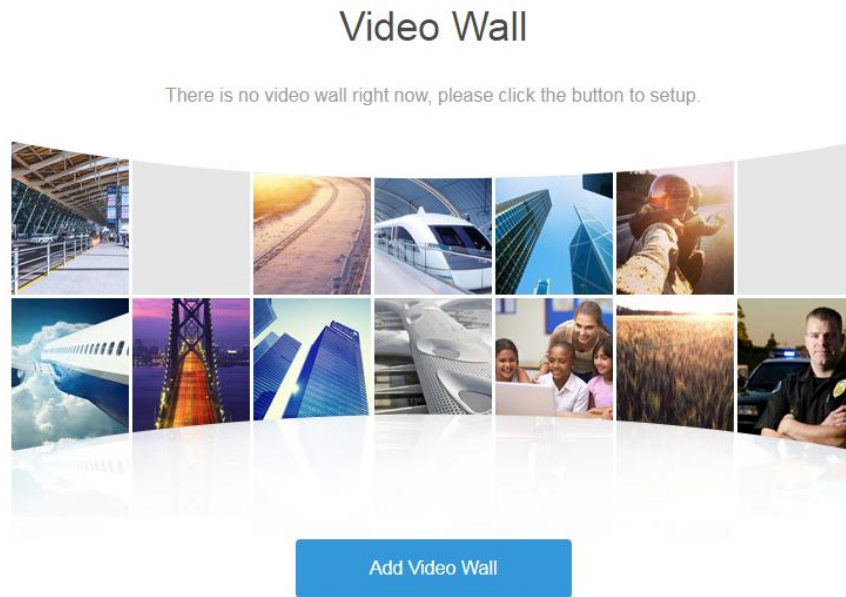 Video Wall
There is no video wall right now, please click the button to setup.
Add Video Wall